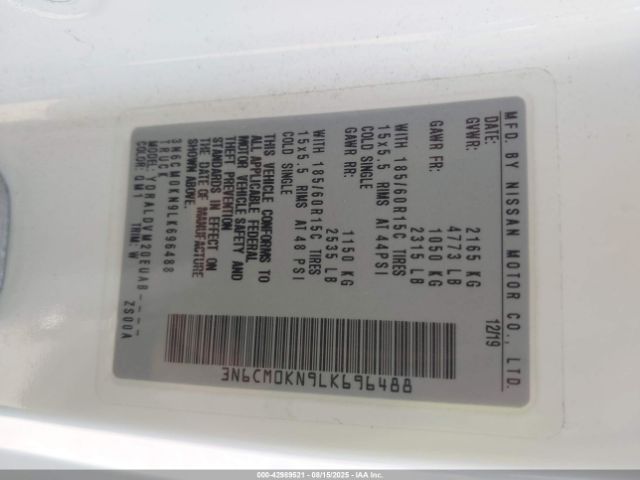 MFD. BY NISSAN MOTOR CO., LTD.
DATE: 12/19
GVWR: 2165 KG
4773 LB
GAWR FR: 1050 KG
2315 LB
WITH 185/60R15C TIRES
15x5.5 RIMS AT 44PSI
COLD SINGLE
GAWR RR: 1150 KG
2535 LB
WITH 185/60R15C TIRES
15x5.5 RIMS AT 48 PSI
COLD SINGLE
THIS VEHICLE CONFORMS TO
ALL APPLICABLE FEDERAL
MOTOR VEHICLE SAFETY AND
THEFT PREVENTION
STANDARDS IN EFFECT ON
THE DATE OF MANUFACTURE
SHOWN ABOVE.
3N6CM0KN9LK696488
TRUCK
MODEL: YDRALDVM20EUAB----
COLOR: QM1 TRIM: W ZS00A
3N6CM0KN9LK696488
000-42989521 - 08/15/2025 - IAA, Inc.